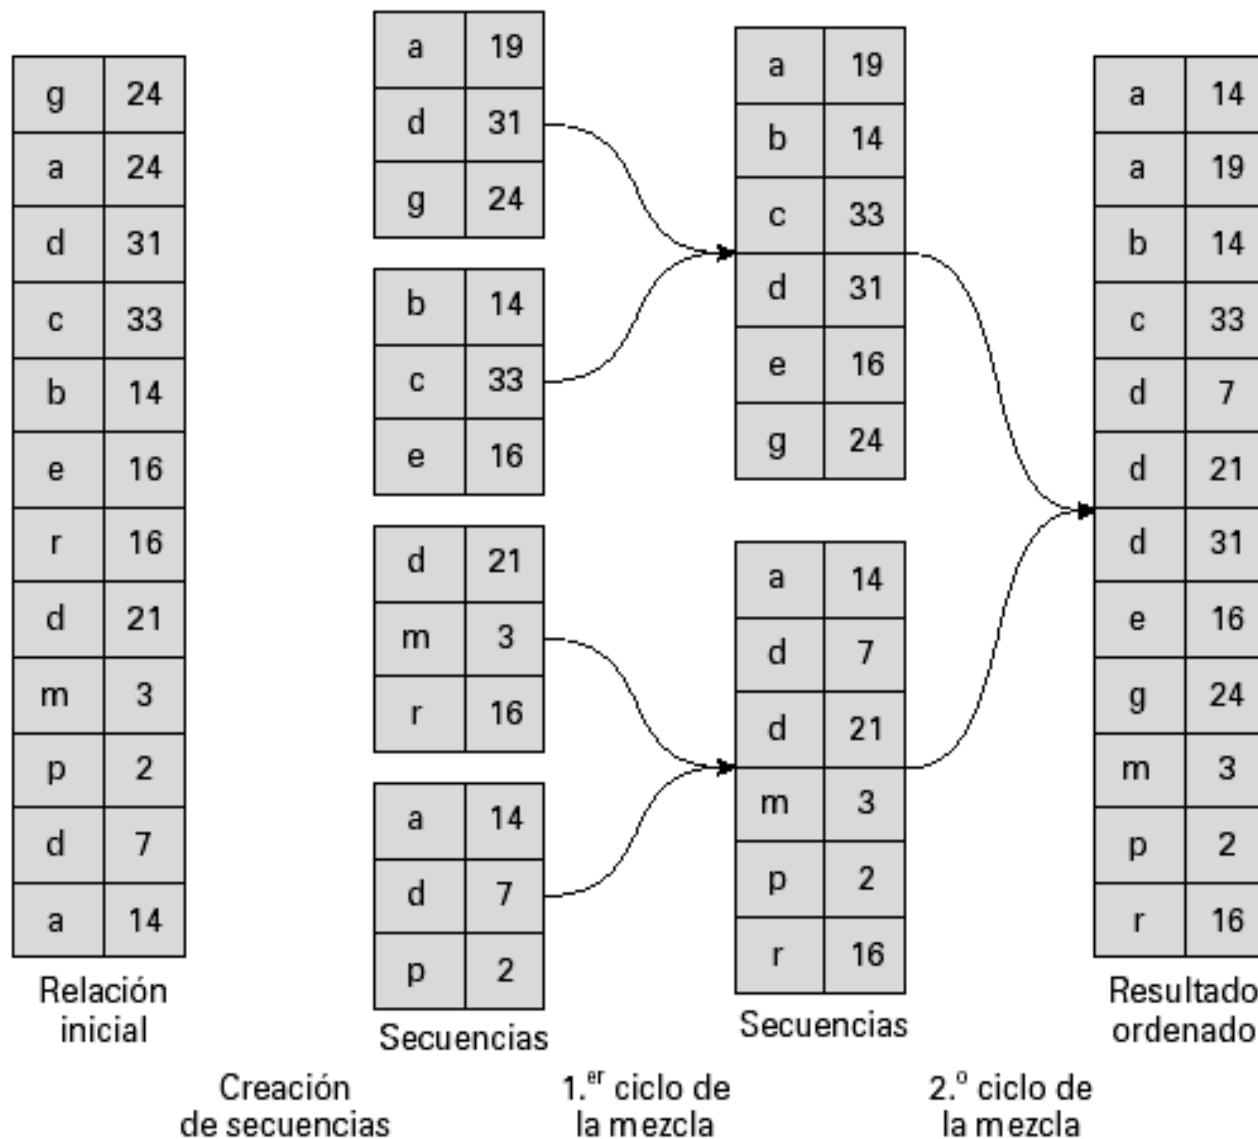 g 24
a 24
d 31
c 33
b 14
e 16
r 16
d 21
m 3
p 2
d 7
a 14
Relación
inicial
a 19
d 31
g 24
b 14
c 33
e 16
d 21
m 3
r 16
a 14
d 7
p 2
Secuencias
a 19
b 14
c 33
d 31
e 16
g 24
a 14
d 7
d 21
m 3
p 2
r 16
Secuencias
a 14
a 19
b 14
c 33
d 7
d 21
d 31
e 16
g 24
m 3
p 2
r 16
Resultado
ordenado
Creación
de secuencias
1.er ciclo de
la mezcla
2.º ciclo de
la mezcla